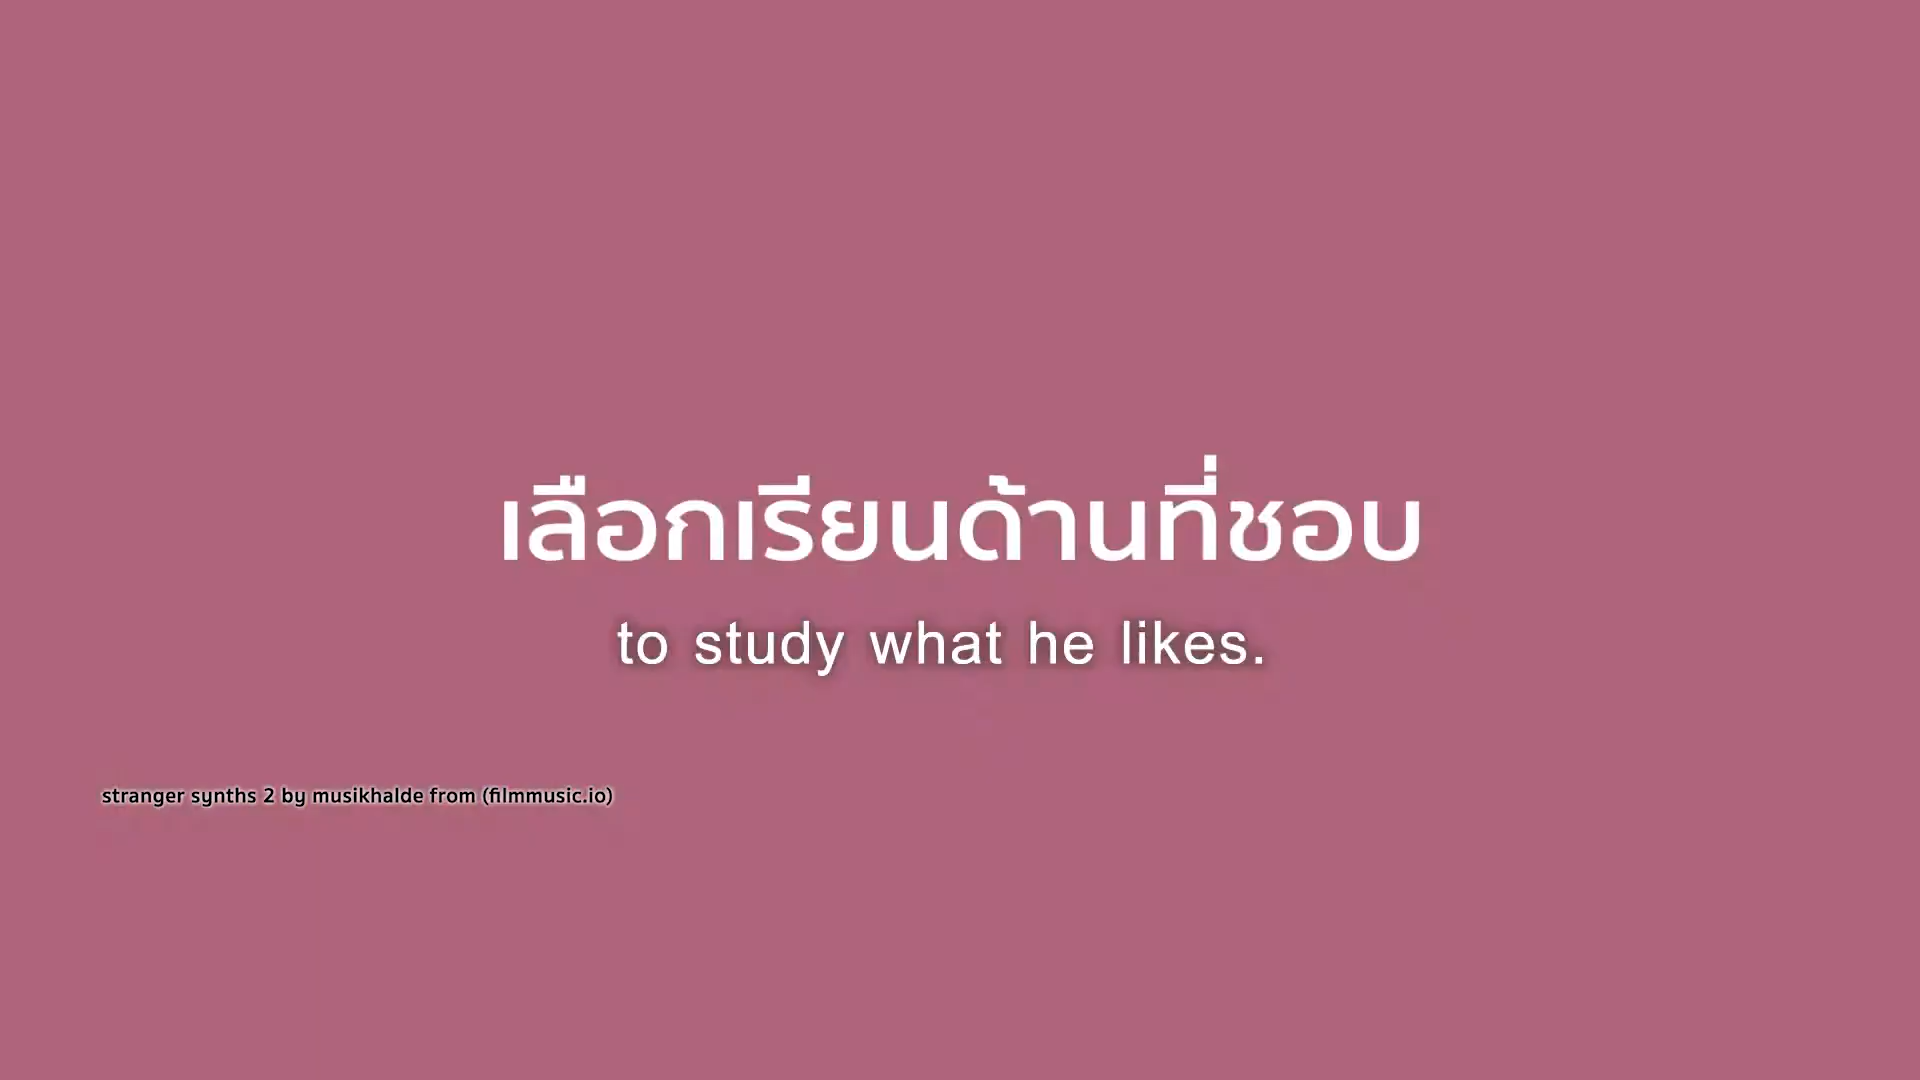 เลือกเรียนด้านที่ชอบ
to study what he likes.
stranger synths 2 by musikhalde from (filmmusic.io)